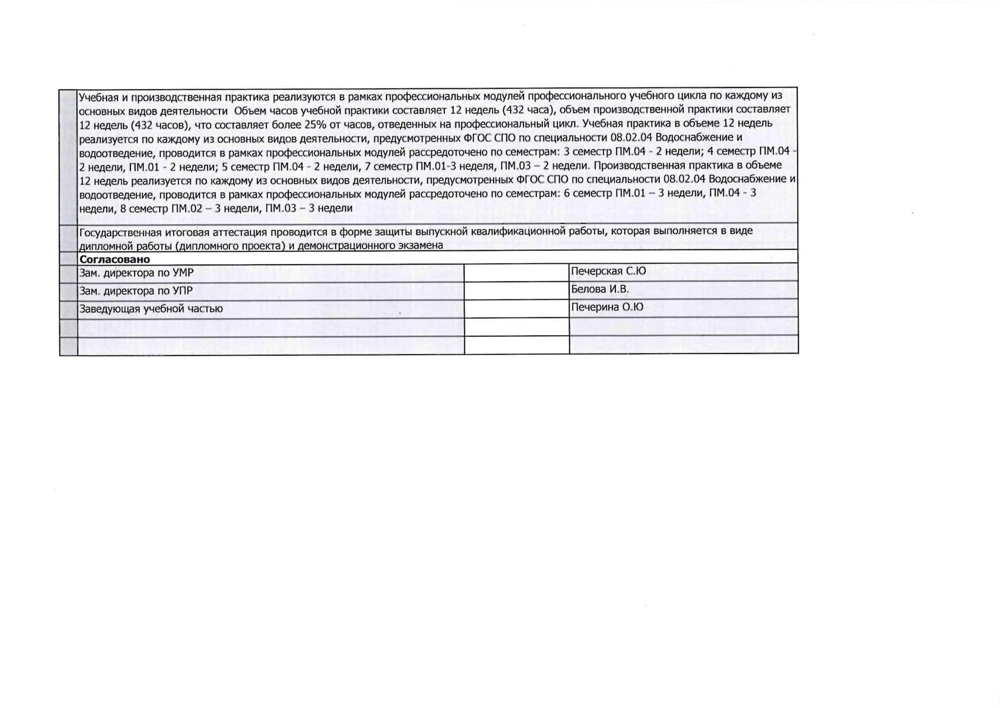 Учебная и производственная практика реализуются в рамках профессиональных модулей профессионального учебного цикла по каждому из
основных видов деятельности  Объем часов учебной практики составляет 12 недель (432 часа), объем производственной практики составляет
12 недель (432 часов), что составляет более 25% от часов, отведенных на профессиональный цикл. Учебная практика в объеме 12 недель
реализуется по каждому из основных видов деятельности, предусмотренных ФГОС СПО по специальности 08.02.04 Водоснабжение и
водоотведение, проводится в рамках профессиональных модулей рассредоточено по семестрам: 3 семестр ПМ.04 - 2 недели; 4 семестр ПМ.04 -
2 недели, ПМ.01 - 2 недели; 5 семестр ПМ.04 - 2 недели, 7 семестр ПМ.01-3 неделя, ПМ.03 – 2 недели. Производственная практика в объеме
12 недель реализуется по каждому из основных видов деятельности, предусмотренных ФГОС СПО по специальности 08.02.04 Водоснабжение и
водоотведение, проводится в рамках профессиональных модулей рассредоточено по семестрам: 6 семестр ПМ.01 – 3 недели, ПМ.04 - 3
недели, 8 семестр ПМ.02 – 3 недели, ПМ.03 – 3 недели
Государственная итоговая аттестация проводится в форме защиты выпускной квалификационной работы, которая выполняется в виде
дипломной работы (дипломного проекта) и демонстрационного экзамена
Согласовано
Зам. директора по УМР Печерская С.Ю
Зам. директора по УПР Белова И.В.
Заведующая учебной частью Печерина О.Ю